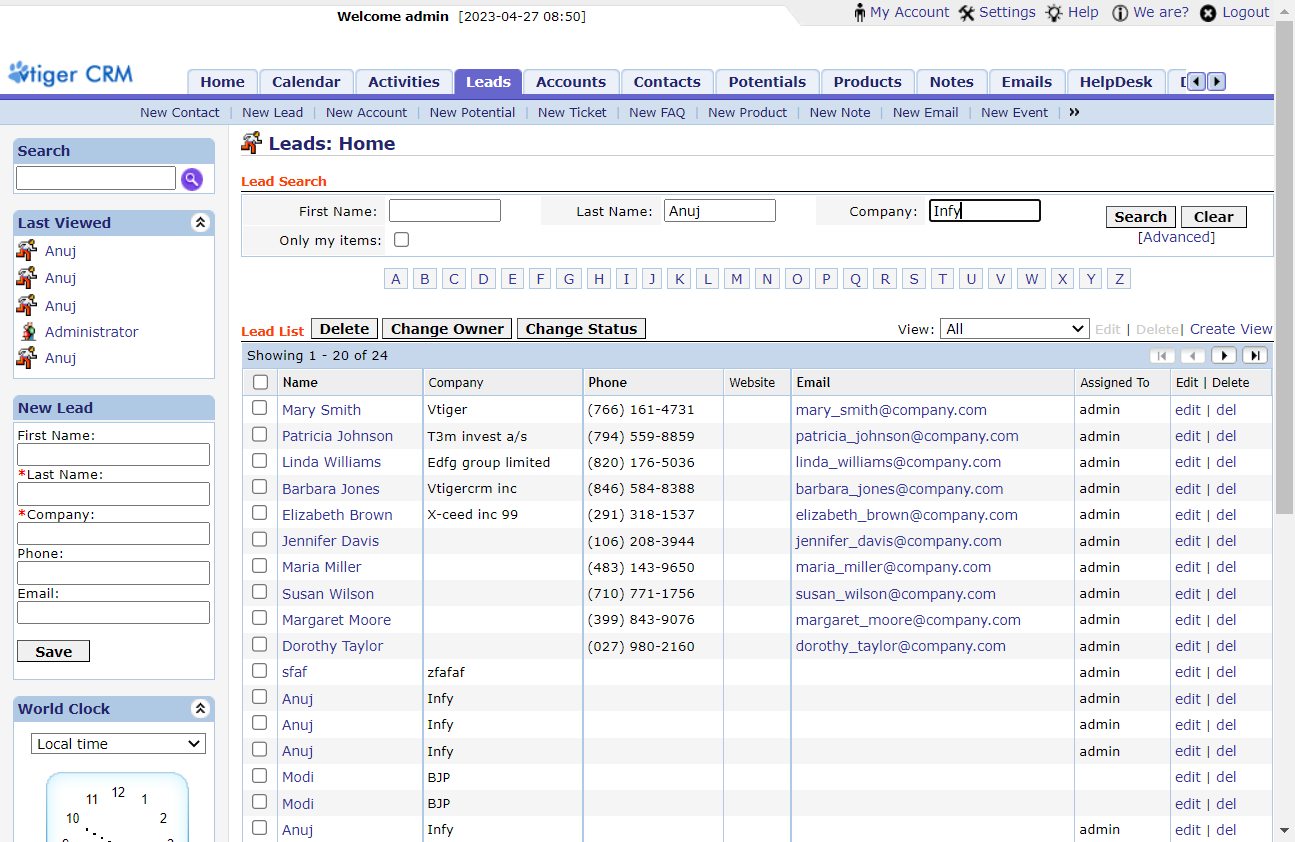 Welcome admin [2023-04-27 08:50]
My Account Settings Help We are? Logout
vtiger CRM
Home Calendar Activities Leads Accounts Contacts Potentials Products Notes Emails HelpDesk
New Contact | New Lead | New Account | New Potential | New Ticket | New FAQ | New Product | New Note | New Email | New Event | »
Search
Last Viewed
Anuj
Anuj
Anuj
Administrator
Anuj
New Lead
First Name:
*Last Name:
*Company:
Phone:
Email:
Save
World Clock
Local time
12
11 1
10 2
Leads: Home
Lead Search
First Name: Last Name: Anuj Company: Infy Search Clear
Only my items: [Advanced]
A B C D E F G H I J K L M N O P Q R S T U V W X Y Z
Lead List Delete Change Owner Change Status View: All Edit | Delete | Create View
Showing 1 - 20 of 24
Name Company Phone Website Email Assigned To Edit | Delete
Mary Smith Vtiger (766) 161-4731 mary_smith@company.com admin edit | del
Patricia Johnson T3m invest a/s (794) 559-8859 patricia_johnson@company.com admin edit | del
Linda Williams Edfg group limited (820) 176-5036 linda_williams@company.com admin edit | del
Barbara Jones Vtigercrm inc (846) 584-8388 barbara_jones@company.com admin edit | del
Elizabeth Brown X-ceed inc 99 (291) 318-1537 elizabeth_brown@company.com admin edit | del
Jennifer Davis (106) 208-3944 jennifer_davis@company.com admin edit | del
Maria Miller (483) 143-9650 maria_miller@company.com admin edit | del
Susan Wilson (710) 771-1756 susan_wilson@company.com admin edit | del
Margaret Moore (399) 843-9076 margaret_moore@company.com admin edit | del
Dorothy Taylor (027) 980-2160 dorothy_taylor@company.com admin edit | del
sfaf zfafaf admin edit | del
Anuj Infy admin edit | del
Anuj Infy admin edit | del
Anuj Infy admin edit | del
Modi BJP edit | del
Modi BJP edit | del
Anuj Infy admin edit | del